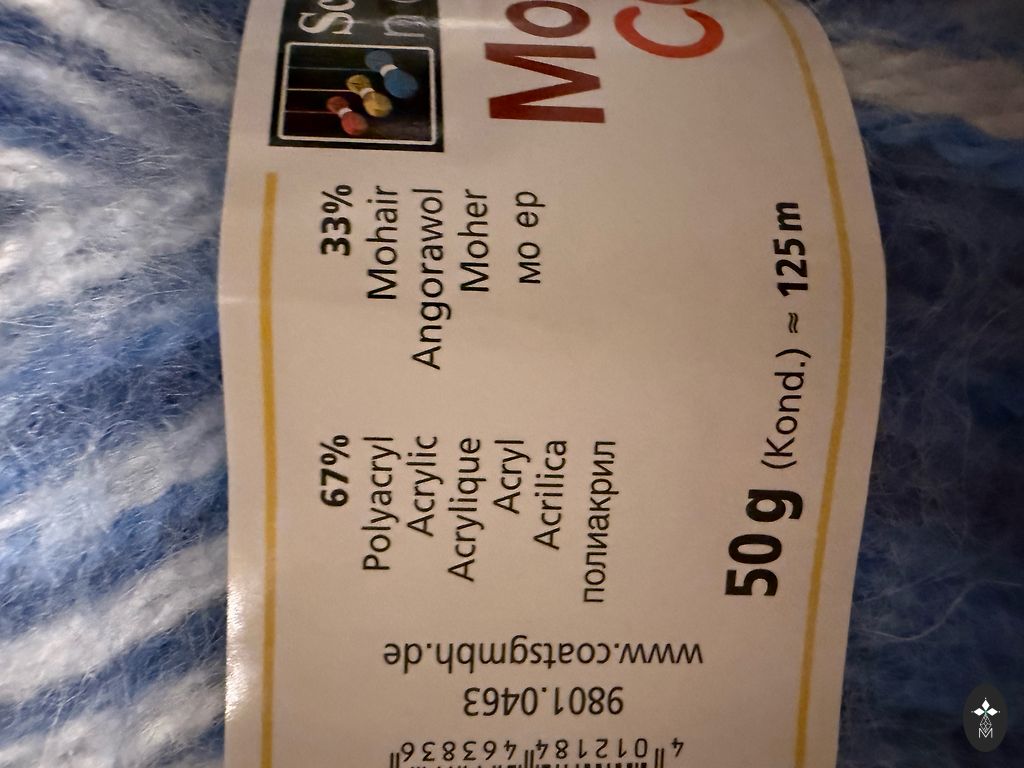 67%
Polyacryl
Acrylic
Acrylique
Acryl
Acrilica
полиакрил
33%
Mohair
Angorawol
Moher
мо ер
50 g (Kond.) ≈ 125 m
www.coatsgmbh.de
9801.0463
4 012184 463836
M